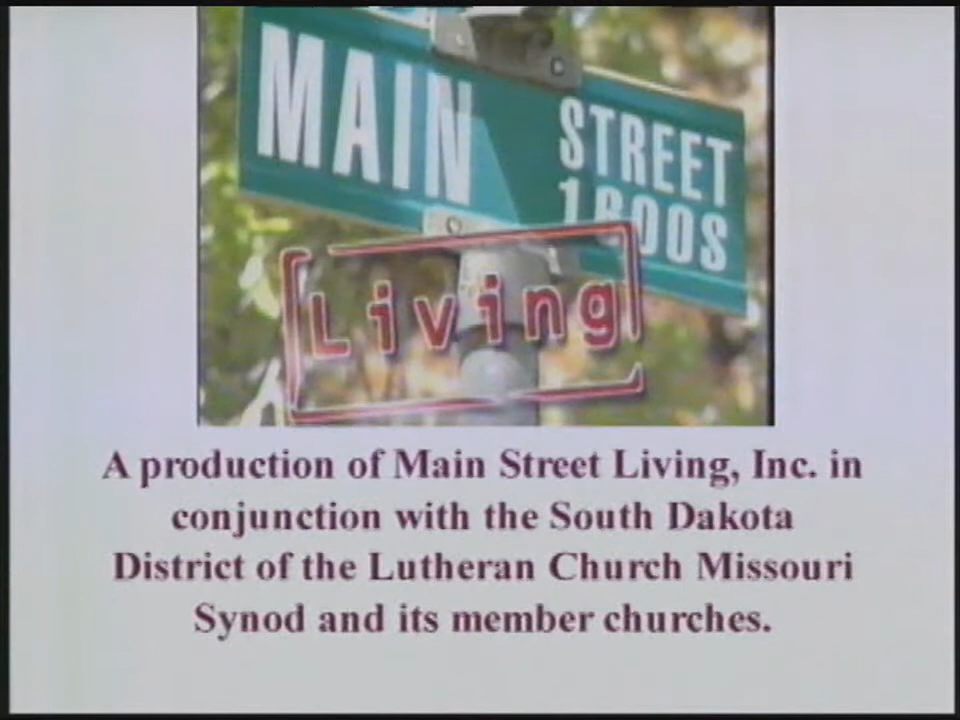 MAIN STREET
1600S
Living
A production of Main Street Living, Inc. in
conjunction with the South Dakota
District of the Lutheran Church Missouri
Synod and its member churches.